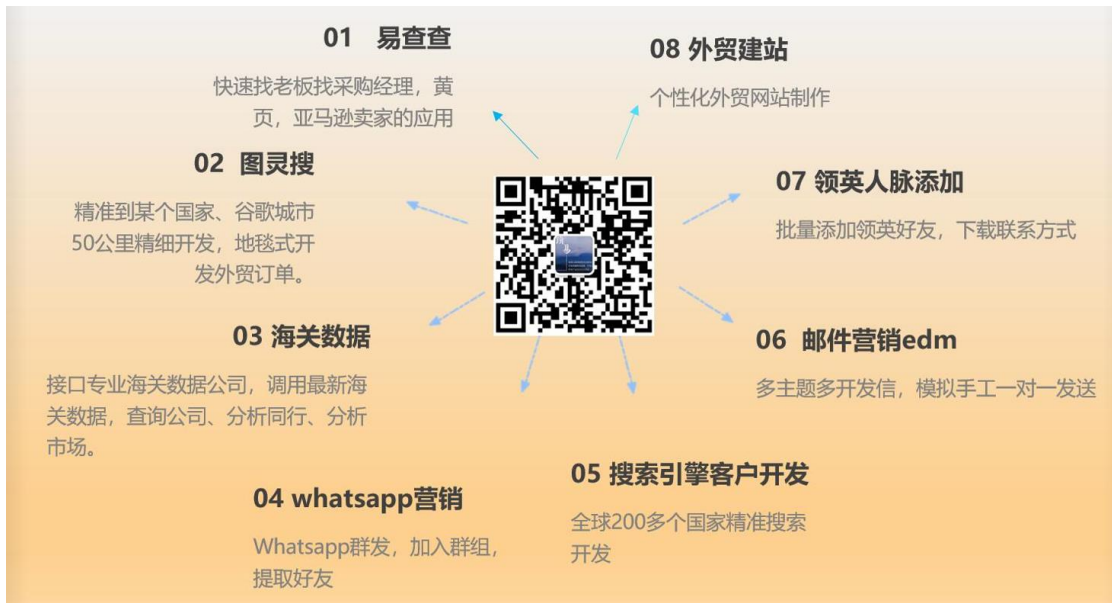 01 易查查
快速找老板找采购经理，黄
页，亚马逊卖家的应用
02 图灵搜
精准到某个国家、谷歌城市
50公里精细开发，地毯式开
发外贸订单。
03 海关数据
接口专业海关数据公司，调用最新海
关数据，查询公司、分析同行、分析
市场。
04 whatsapp营销
Whatsapp群发，加入群组，
提取好友
05 搜索引擎客户开发
全球200多个国家精准搜索
开发
06 邮件营销edm
多主题多开发信，模拟手工一对一发送
07 领英人脉添加
批量添加领英好友，下载联系方式
08 外贸建站
个性化外贸网站制作